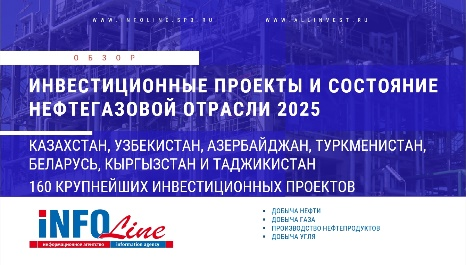 WWW.INFOLINE.SPB.RU
WWW.ALLINVEST.RU
ОБЗОР
ИНВЕСТИЦИОННЫЕ ПРОЕКТЫ И СОСТОЯНИЕ
НЕФТЕГАЗОВОЙ ОТРАСЛИ 2025
КАЗАХСТАН, УЗБЕКИСТАН, АЗЕРБАЙДЖАН, ТУРКМЕНИСТАН,
БЕЛАРУСЬ, КЫРГЫЗСТАН И ТАДЖИКИСТАН
160 КРУПНЕЙШИХ ИНВЕСТИЦИОННЫХ ПРОЕКТОВ
iNFOLine
информационное агентство information agency
• ДОБЫЧА НЕФТИ
• ДОБЫЧА ГАЗА
• ПРОИЗВОДСТВО НЕФТЕПРОДУКТОВ
• ДОБЫЧА УГЛЯ